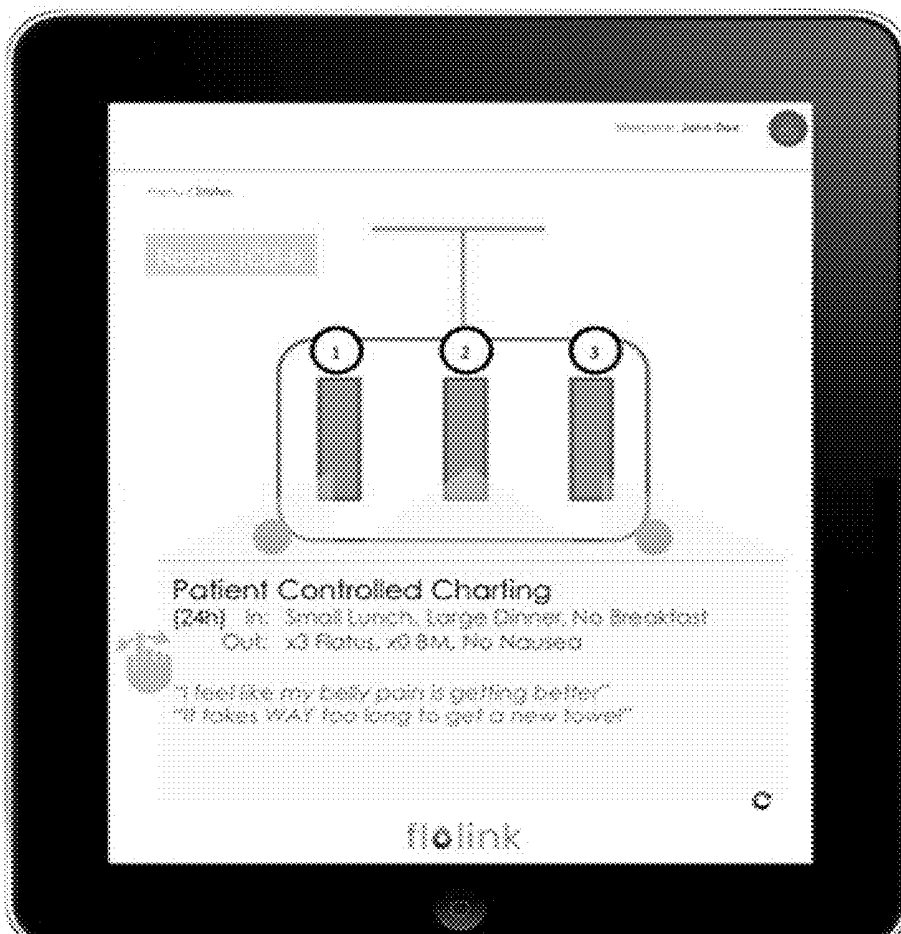 John Doe
1
2
3
Patient Controlled Charting
[24h] In: Small Lunch, Large Dinner, No Breakfast
Out: x3 Flatus, x0 BM, No Nausea
"I feel like my belly pain is getting better"
"It takes WAY too long to get a new towel"
flolink